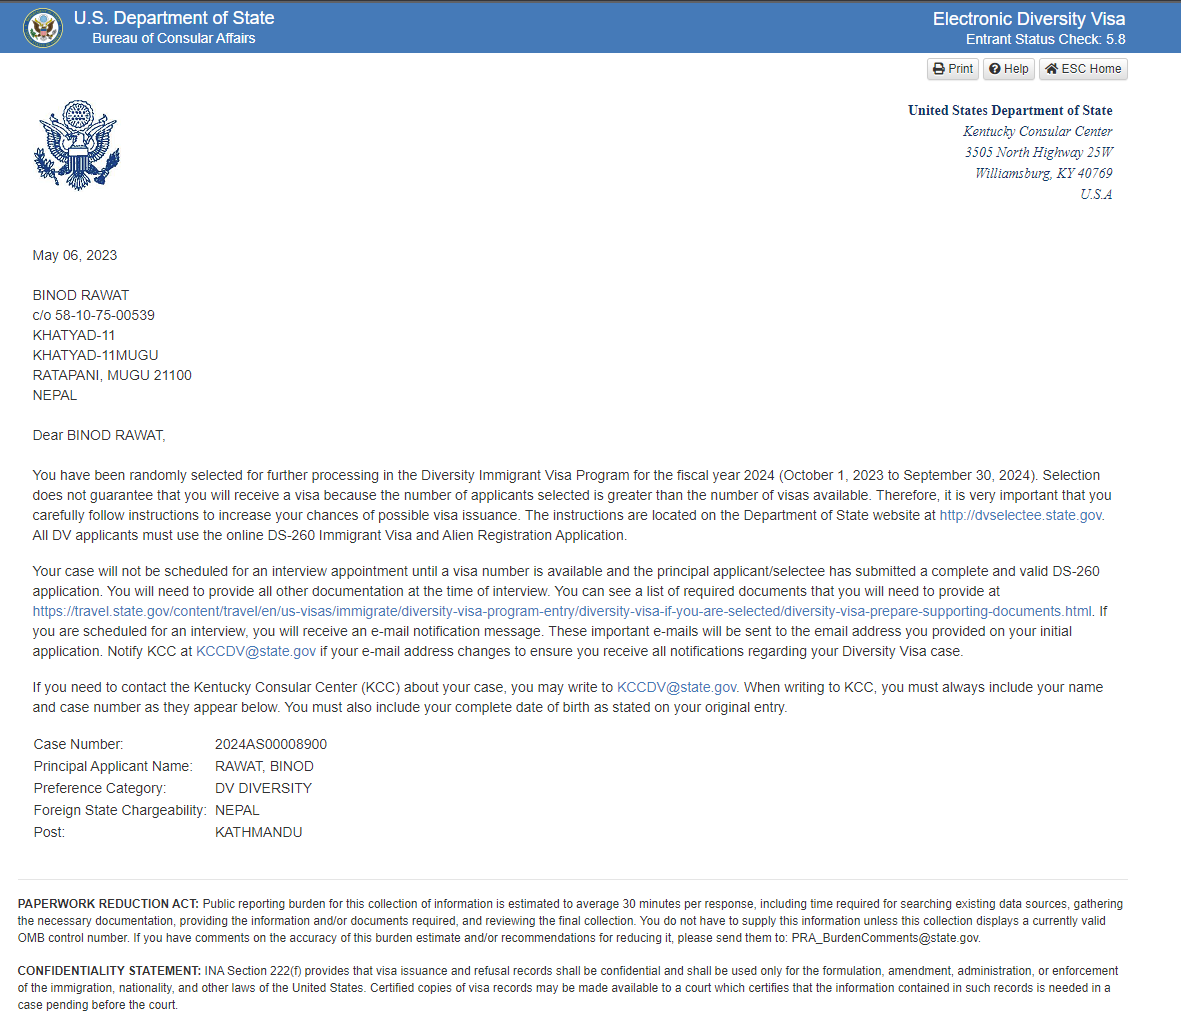 U.S. Department of State
Bureau of Consular Affairs
Electronic Diversity Visa
Entrant Status Check: 5.8
Print Help ESC Home
United States Department of State
Kentucky Consular Center
3505 North Highway 25W
Williamsburg, KY 40769
U.S.A
May 06, 2023
BINOD RAWAT
c/o 58-10-75-00539
KHATYAD-11
KHATYAD-11MUGU
RATAPANI, MUGU 21100
NEPAL
Dear BINOD RAWAT,
You have been randomly selected for further processing in the Diversity Immigrant Visa Program for the fiscal year 2024 (October 1, 2023 to September 30, 2024). Selection
does not guarantee that you will receive a visa because the number of applicants selected is greater than the number of visas available. Therefore, it is very important that you
carefully follow instructions to increase your chances of possible visa issuance. The instructions are located on the Department of State website at http://dvselectee.state.gov.
All DV applicants must use the online DS-260 Immigrant Visa and Alien Registration Application.
Your case will not be scheduled for an interview appointment until a visa number is available and the principal applicant/selectee has submitted a complete and valid DS-260
application. You will need to provide all other documentation at the time of interview. You can see a list of required documents that you will need to provide at
https://travel.state.gov/content/travel/en/us-visas/immigrate/diversity-visa-program-entry/diversity-visa-if-you-are-selected/diversity-visa-prepare-supporting-documents.html. If
you are scheduled for an interview, you will receive an e-mail notification message. These important e-mails will be sent to the email address you provided on your initial
application. Notify KCC at KCCDV@state.gov if your e-mail address changes to ensure you receive all notifications regarding your Diversity Visa case.
If you need to contact the Kentucky Consular Center (KCC) about your case, you may write to KCCDV@state.gov. When writing to KCC, you must always include your name
and case number as they appear below. You must also include your complete date of birth as stated on your original entry.
Case Number: 2024AS00008900
Principal Applicant Name: RAWAT, BINOD
Preference Category: DV DIVERSITY
Foreign State Chargeability: NEPAL
Post: KATHMANDU
PAPERWORK REDUCTION ACT: Public reporting burden for this collection of information is estimated to average 30 minutes per response, including time required for searching existing data sources, gathering
the necessary documentation, providing the information and/or documents required, and reviewing the final collection. You do not have to supply this information unless this collection displays a currently valid
OMB control number. If you have comments on the accuracy of this burden estimate and/or recommendations for reducing it, please send them to: PRA_BurdenComments@state.gov.
CONFIDENTIALITY STATEMENT: INA Section 222(f) provides that visa issuance and refusal records shall be confidential and shall be used only for the formulation, amendment, administration, or enforcement
of the immigration, nationality, and other laws of the United States. Certified copies of visa records may be made available to a court which certifies that the information contained in such records is needed in a
case pending before the court.